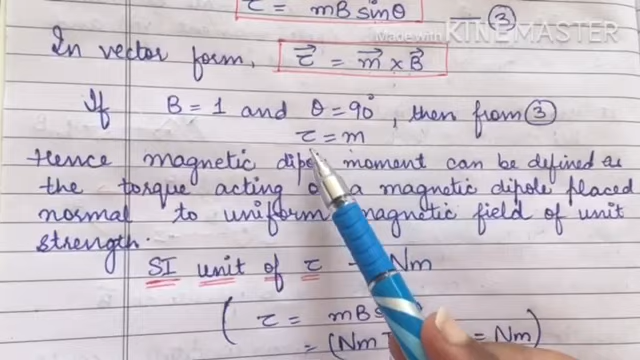 τ = mB sinθ — ③
Made with KINEMASTER
In vector form, τ⃗ = m⃗ × B⃗
If B = 1 and θ = 90°, then from ③
τ = m
Hence magnetic moment can be defined as
the torque acting a magnetic dipole placed
normal to uniform magnetic field of unit
strength.
SI unit of τ Nm
( τ = mB
= (Nm = Nm)